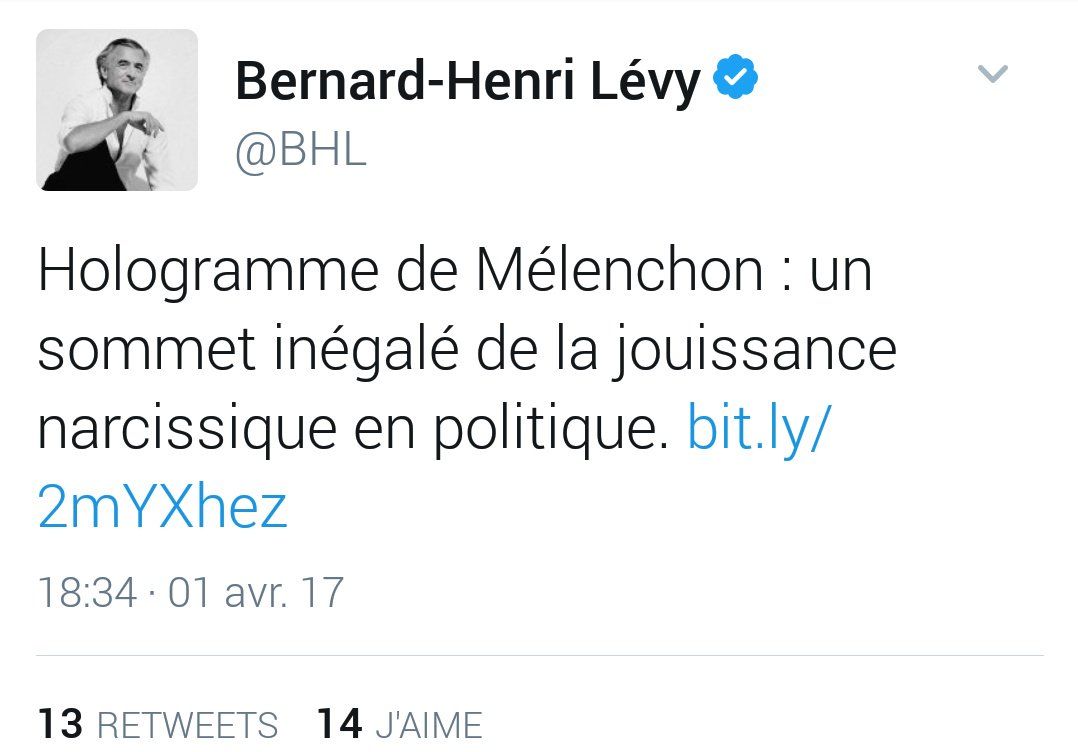 Bernard-Henri Lévy
@BHL
Hologramme de Mélenchon : un
sommet inégalé de la jouissance
narcissique en politique. bit.ly/
2mYXhez
18:34 · 01 avr. 17
13 RETWEETS 14 J'AIME